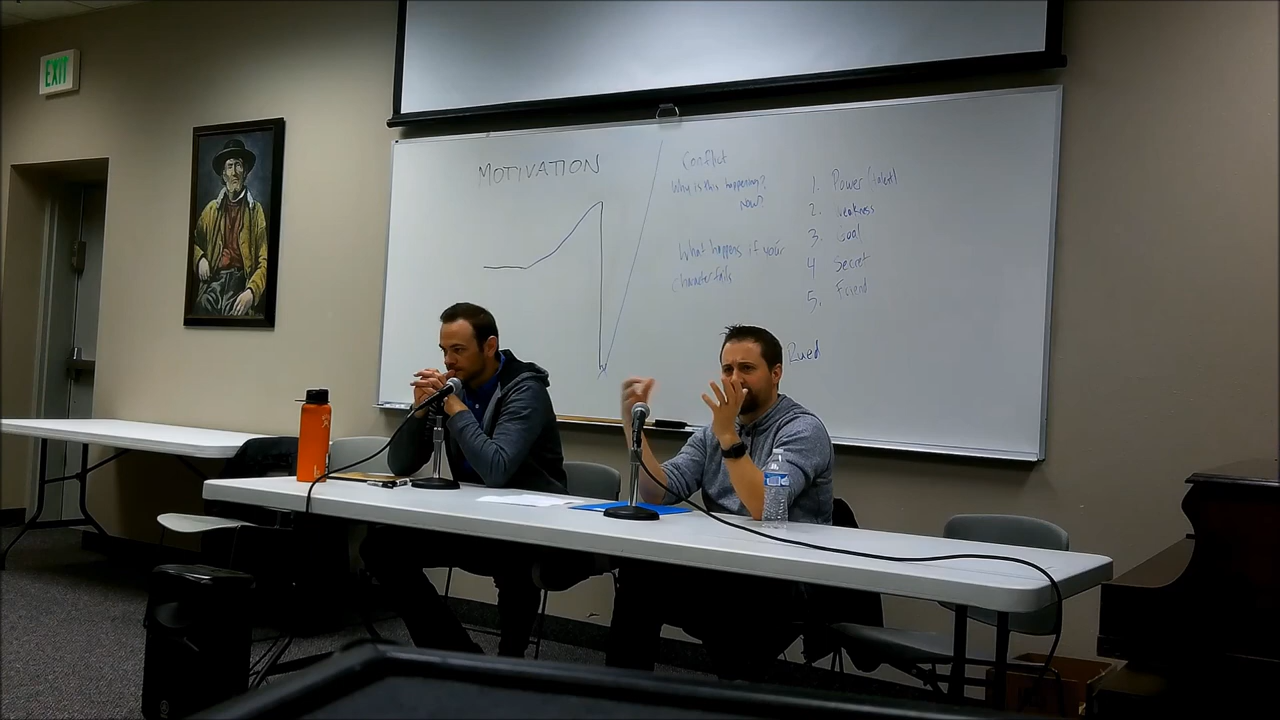 EXIT
MOTIVATION
Conflict
Why is this happening?
now?
What happens if your
character fails
1. Power (talent)
2. Weakness
3. Goal
4 Secret
5. Friend